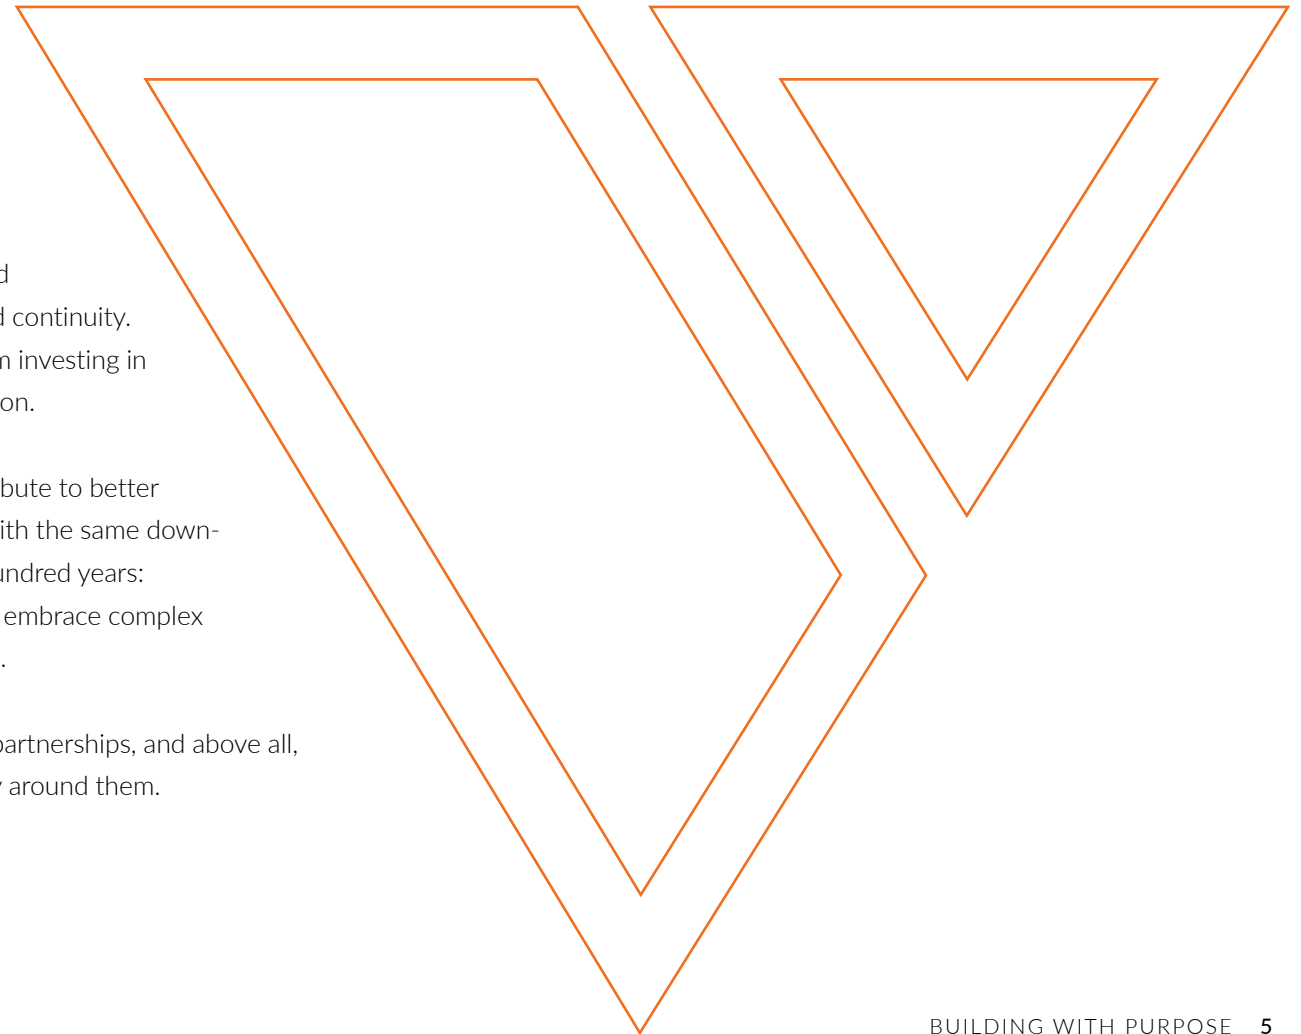 d continuity.
investing in
on.
bute to better
ith the same down-
undred years:
embrace complex
.
partnerships, and above all,
around them.
BUILDING WITH PURPOSE 5